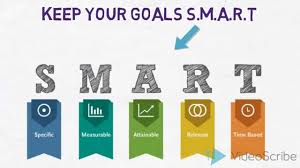 KEEP YOUR GOALS S.M.A.R.T
S M A R T
Specific Measurable Attainable Relevant Time Based
VideoScribe